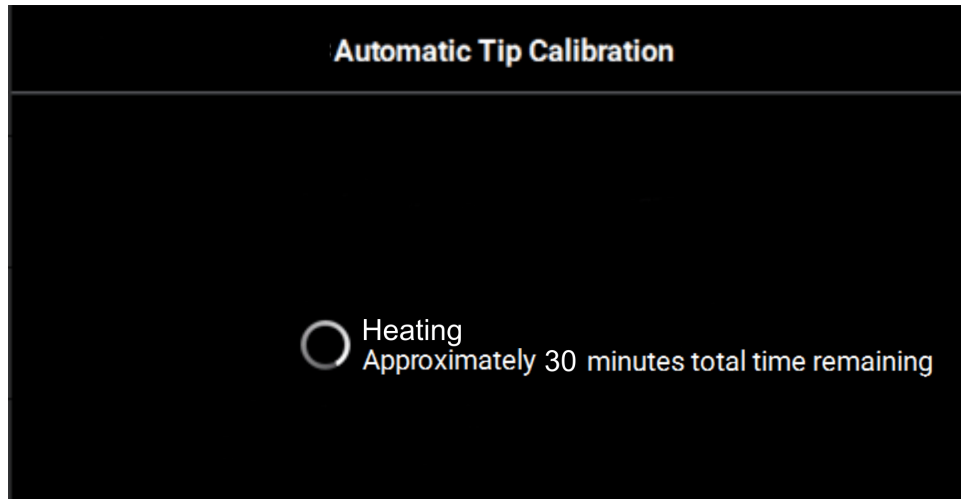 Automatic Tip Calibration
Heating
Approximately 30 minutes total time remaining